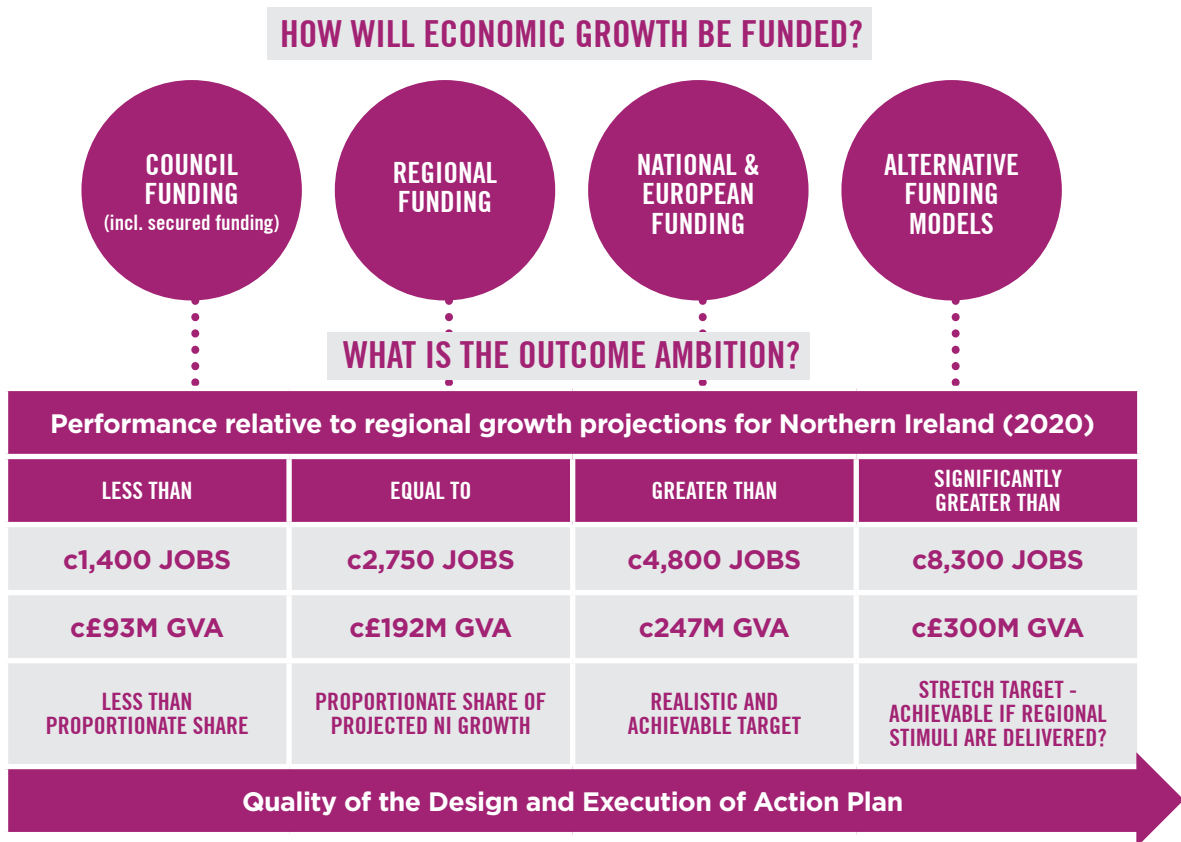 HOW WILL ECONOMIC GROWTH BE FUNDED?
COUNCIL
FUNDING
(incl. secured funding)
REGIONAL
FUNDING
NATIONAL &
EUROPEAN
FUNDING
ALTERNATIVE
FUNDING
MODELS
WHAT IS THE OUTCOME AMBITION?
Performance relative to regional growth projections for Northern Ireland (2020)
LESS THAN
EQUAL TO
GREATER THAN
SIGNIFICANTLY
GREATER THAN
c1,400 JOBS
c2,750 JOBS
c4,800 JOBS
c8,300 JOBS
c£93M GVA
c£192M GVA
c247M GVA
c£300M GVA
LESS THAN
PROPORTIONATE SHARE
PROPORTIONATE SHARE OF
PROJECTED NI GROWTH
REALISTIC AND
ACHIEVABLE TARGET
STRETCH TARGET -
ACHIEVABLE IF REGIONAL
STIMULI ARE DELIVERED?
Quality of the Design and Execution of Action Plan